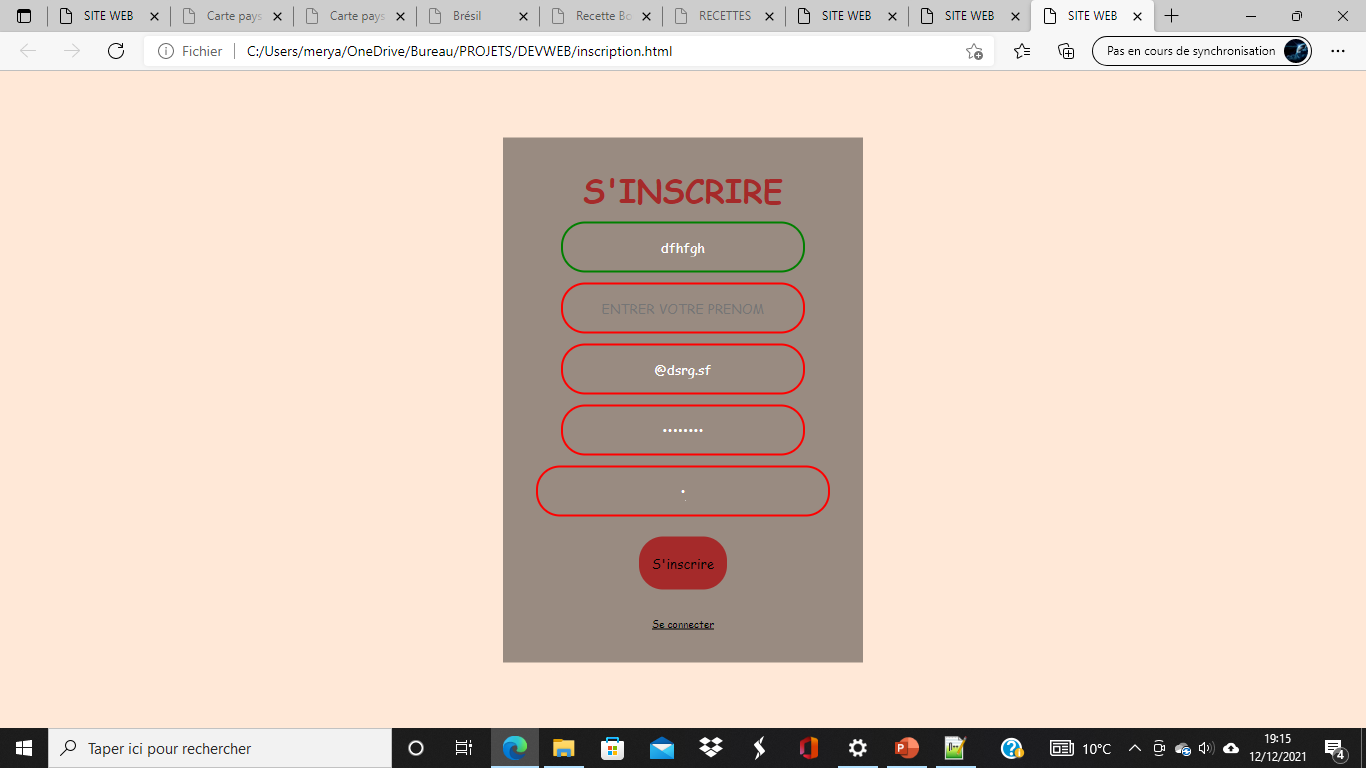 SITE WEB
Carte pays
Carte pays
Brésil
Recette Bo
RECETTES
SITE WEB
SITE WEB
SITE WEB
Fichier
C:/Users/merya/OneDrive/Bureau/PROJETS/DEVWEB/inscription.html
Pas en cours de synchronisation
S'INSCRIRE
dfhfgh
ENTRER VOTRE PRENOM
@dsrg.sf
S'inscrire
Se connecter
Taper ici pour rechercher
10°C
19:15
12/12/2021
4